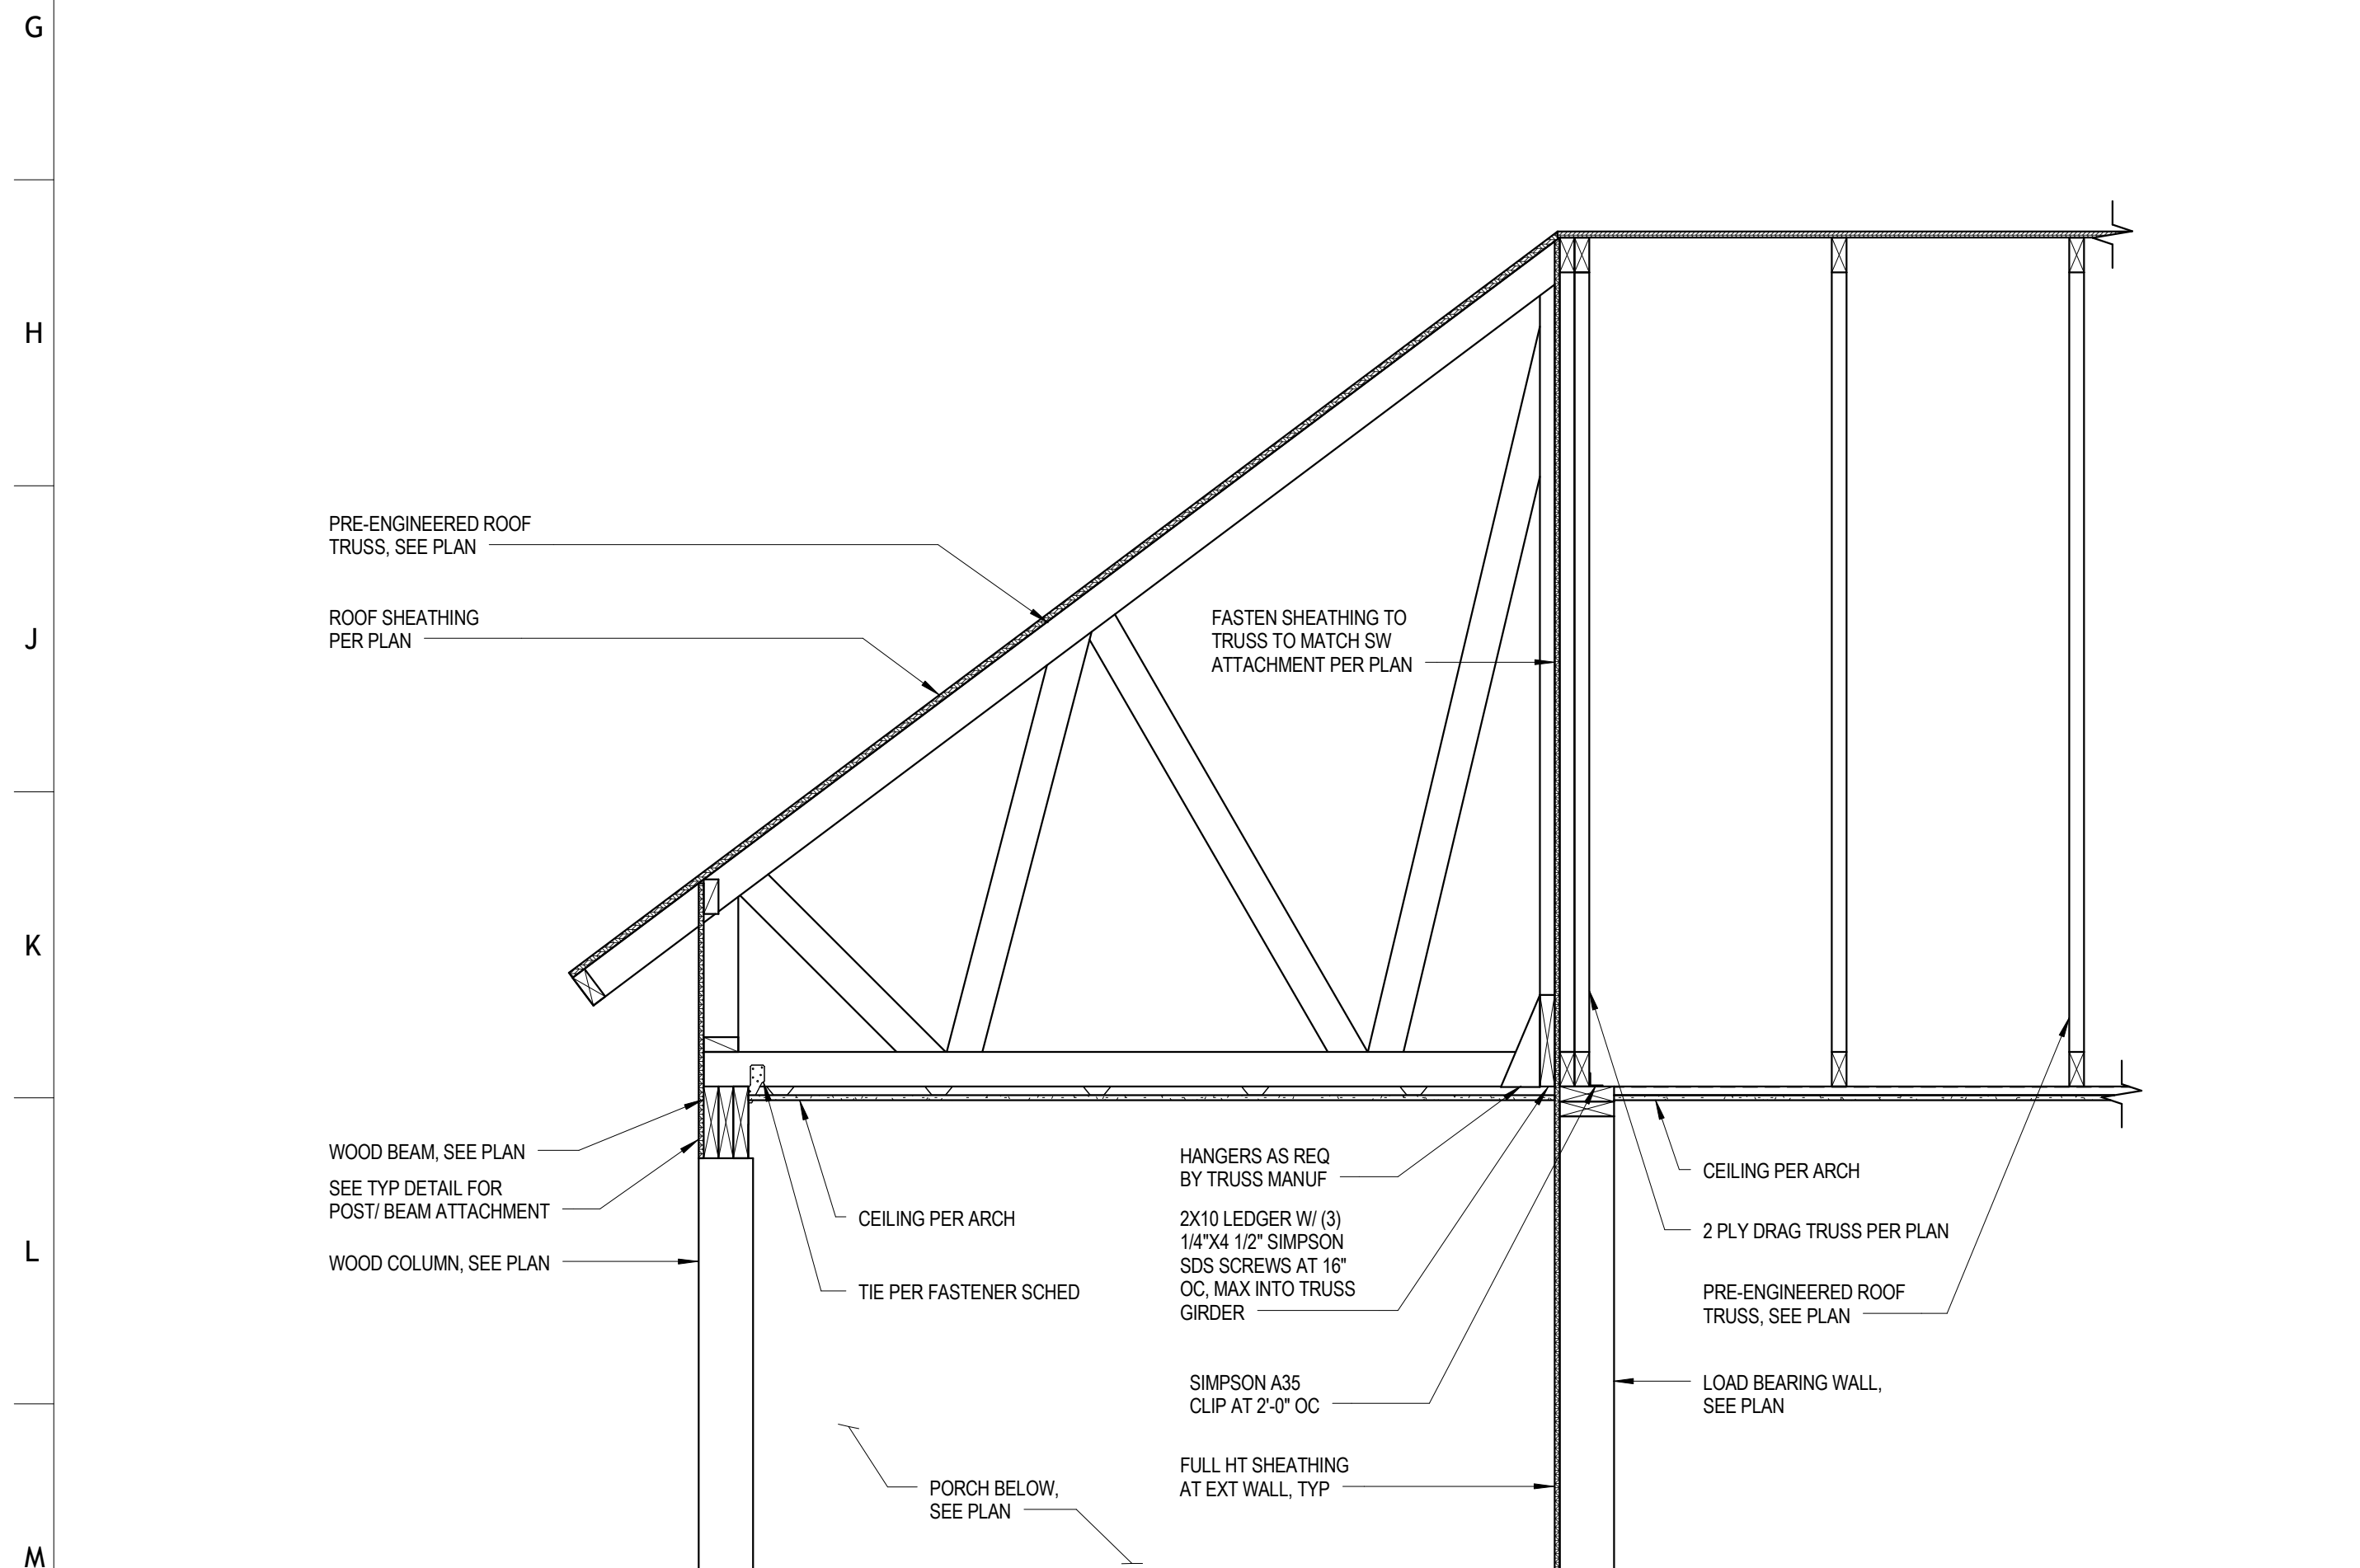 G
H
J
K
L
M
PRE-ENGINEERED ROOF
TRUSS, SEE PLAN
ROOF SHEATHING
PER PLAN
FASTEN SHEATHING TO
TRUSS TO MATCH SW
ATTACHMENT PER PLAN
WOOD BEAM, SEE PLAN
SEE TYP DETAIL FOR
POST/ BEAM ATTACHMENT
WOOD COLUMN, SEE PLAN
CEILING PER ARCH
TIE PER FASTENER SCHED
PORCH BELOW,
SEE PLAN
HANGERS AS REQ
BY TRUSS MANUF
2X10 LEDGER W/ (3)
1/4"X4 1/2" SIMPSON
SDS SCREWS AT 16"
OC, MAX INTO TRUSS
GIRDER
SIMPSON A35
CLIP AT 2'-0" OC
FULL HT SHEATHING
AT EXT WALL, TYP
CEILING PER ARCH
2 PLY DRAG TRUSS PER PLAN
PRE-ENGINEERED ROOF
TRUSS, SEE PLAN
LOAD BEARING WALL,
SEE PLAN